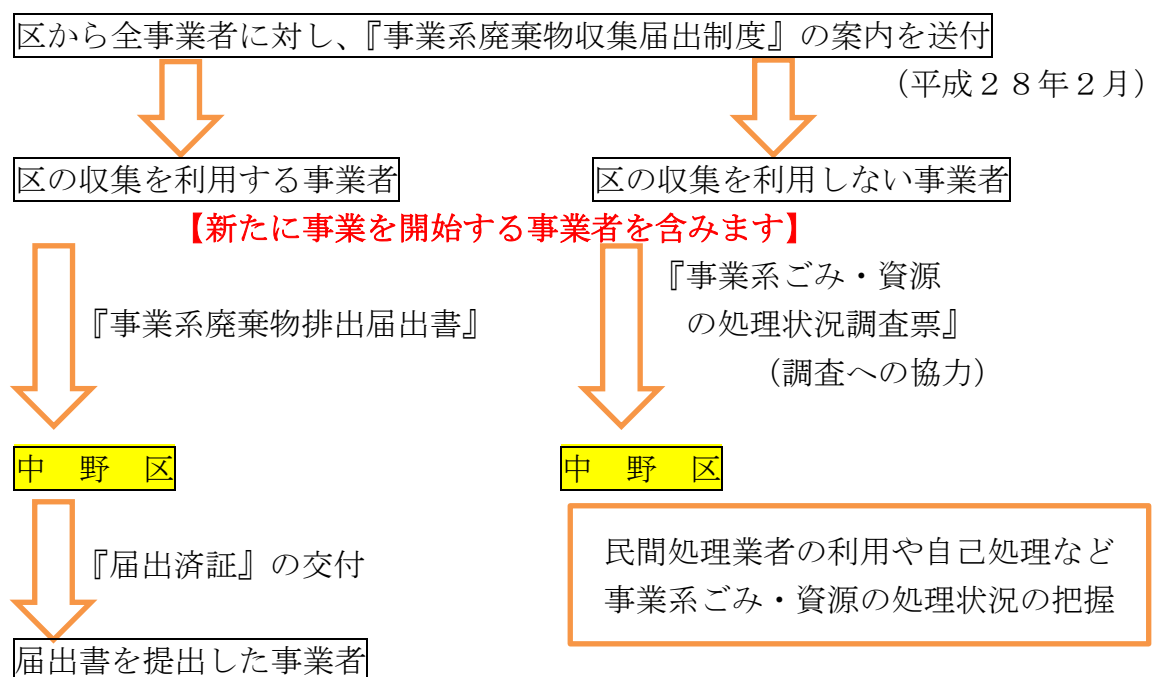 区から全事業者に対し、『事業系廃棄物収集届出制度』の案内を送付
（平成２８年２月）
区の収集を利用する事業者
区の収集を利用しない事業者
【新たに事業を開始する事業者を含みます】
『事業系廃棄物排出届出書』
『事業系ごみ・資源
の処理状況調査票』
（調査への協力）
中　野　区
中　野　区
『届出済証』の交付
民間処理業者の利用や自己処理など
事業系ごみ・資源の処理状況の把握
届出書を提出した事業者